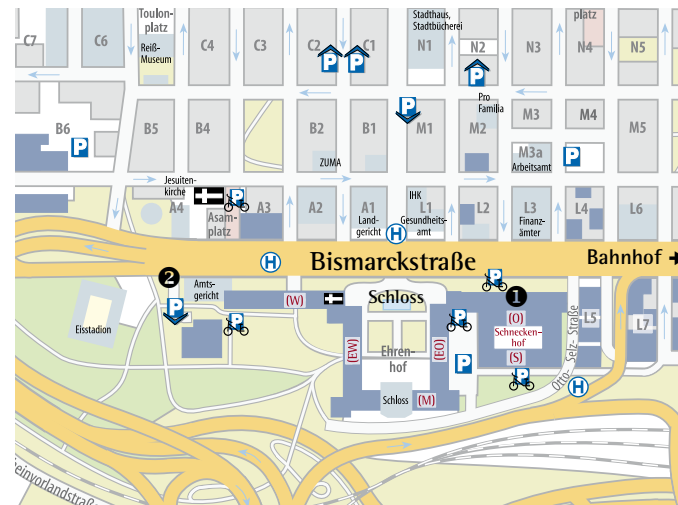 Toulon-
platz
C7
C6
Reiß-
Museum
C4
C3
C2
C1
Stadthaus,
Stadtbücherei
N1
N2
N3
platz
N4
N5
P
P
P
B6
P
B5
B4
B2
B1
P
M1
Pro
Familia
M2
M3
M4
M5
M3a
Arbeitsamt
P
ZUMA
Jesuiten-
kirche
P
A4
Asam-
platz
A3
A2
A1
Land-
gericht
IHK
L1
Gesundheits-
amt
L2
L3
Finanz-
ämter
L4
L6
H
H
Bismarckstraße
Bahnhof
2
Amts-
gericht
P
P
(W)
Schloss
P
1
(O)
Schnecken-
hof
(S)
P
P
P
Eisstadion
(EW)
Ehren-
hof
(EO)
Schloss
(M)
Otto-Selz-Straße
L5
L7
H
einvorlandstraße